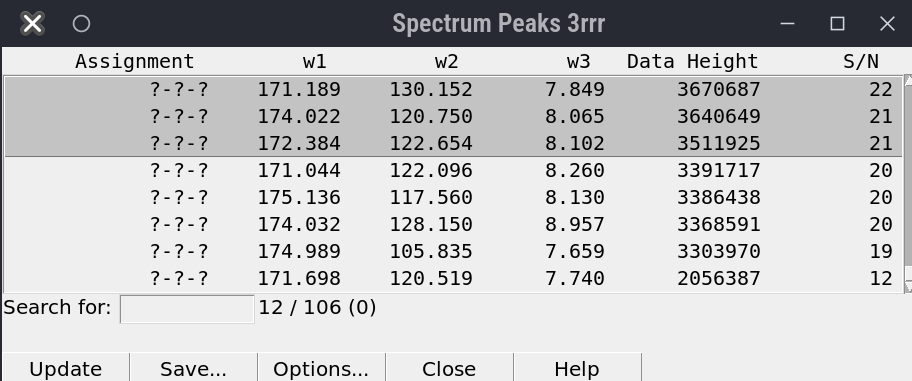 Spectrum Peaks 3rrr
Assignment w1 w2 w3 Data Height S/N
?-?-? 171.189 130.152 7.849 3670687 22
?-?-? 174.022 120.750 8.065 3640649 21
?-?-? 172.384 122.654 8.102 3511925 21
?-?-? 171.044 122.096 8.260 3391717 20
?-?-? 175.136 117.560 8.130 3386438 20
?-?-? 174.032 128.150 8.957 3368591 20
?-?-? 174.989 105.835 7.659 3303970 19
?-?-? 171.698 120.519 7.740 2056387 12
Search for: 12 / 106 (0)
Update Save... Options... Close Help